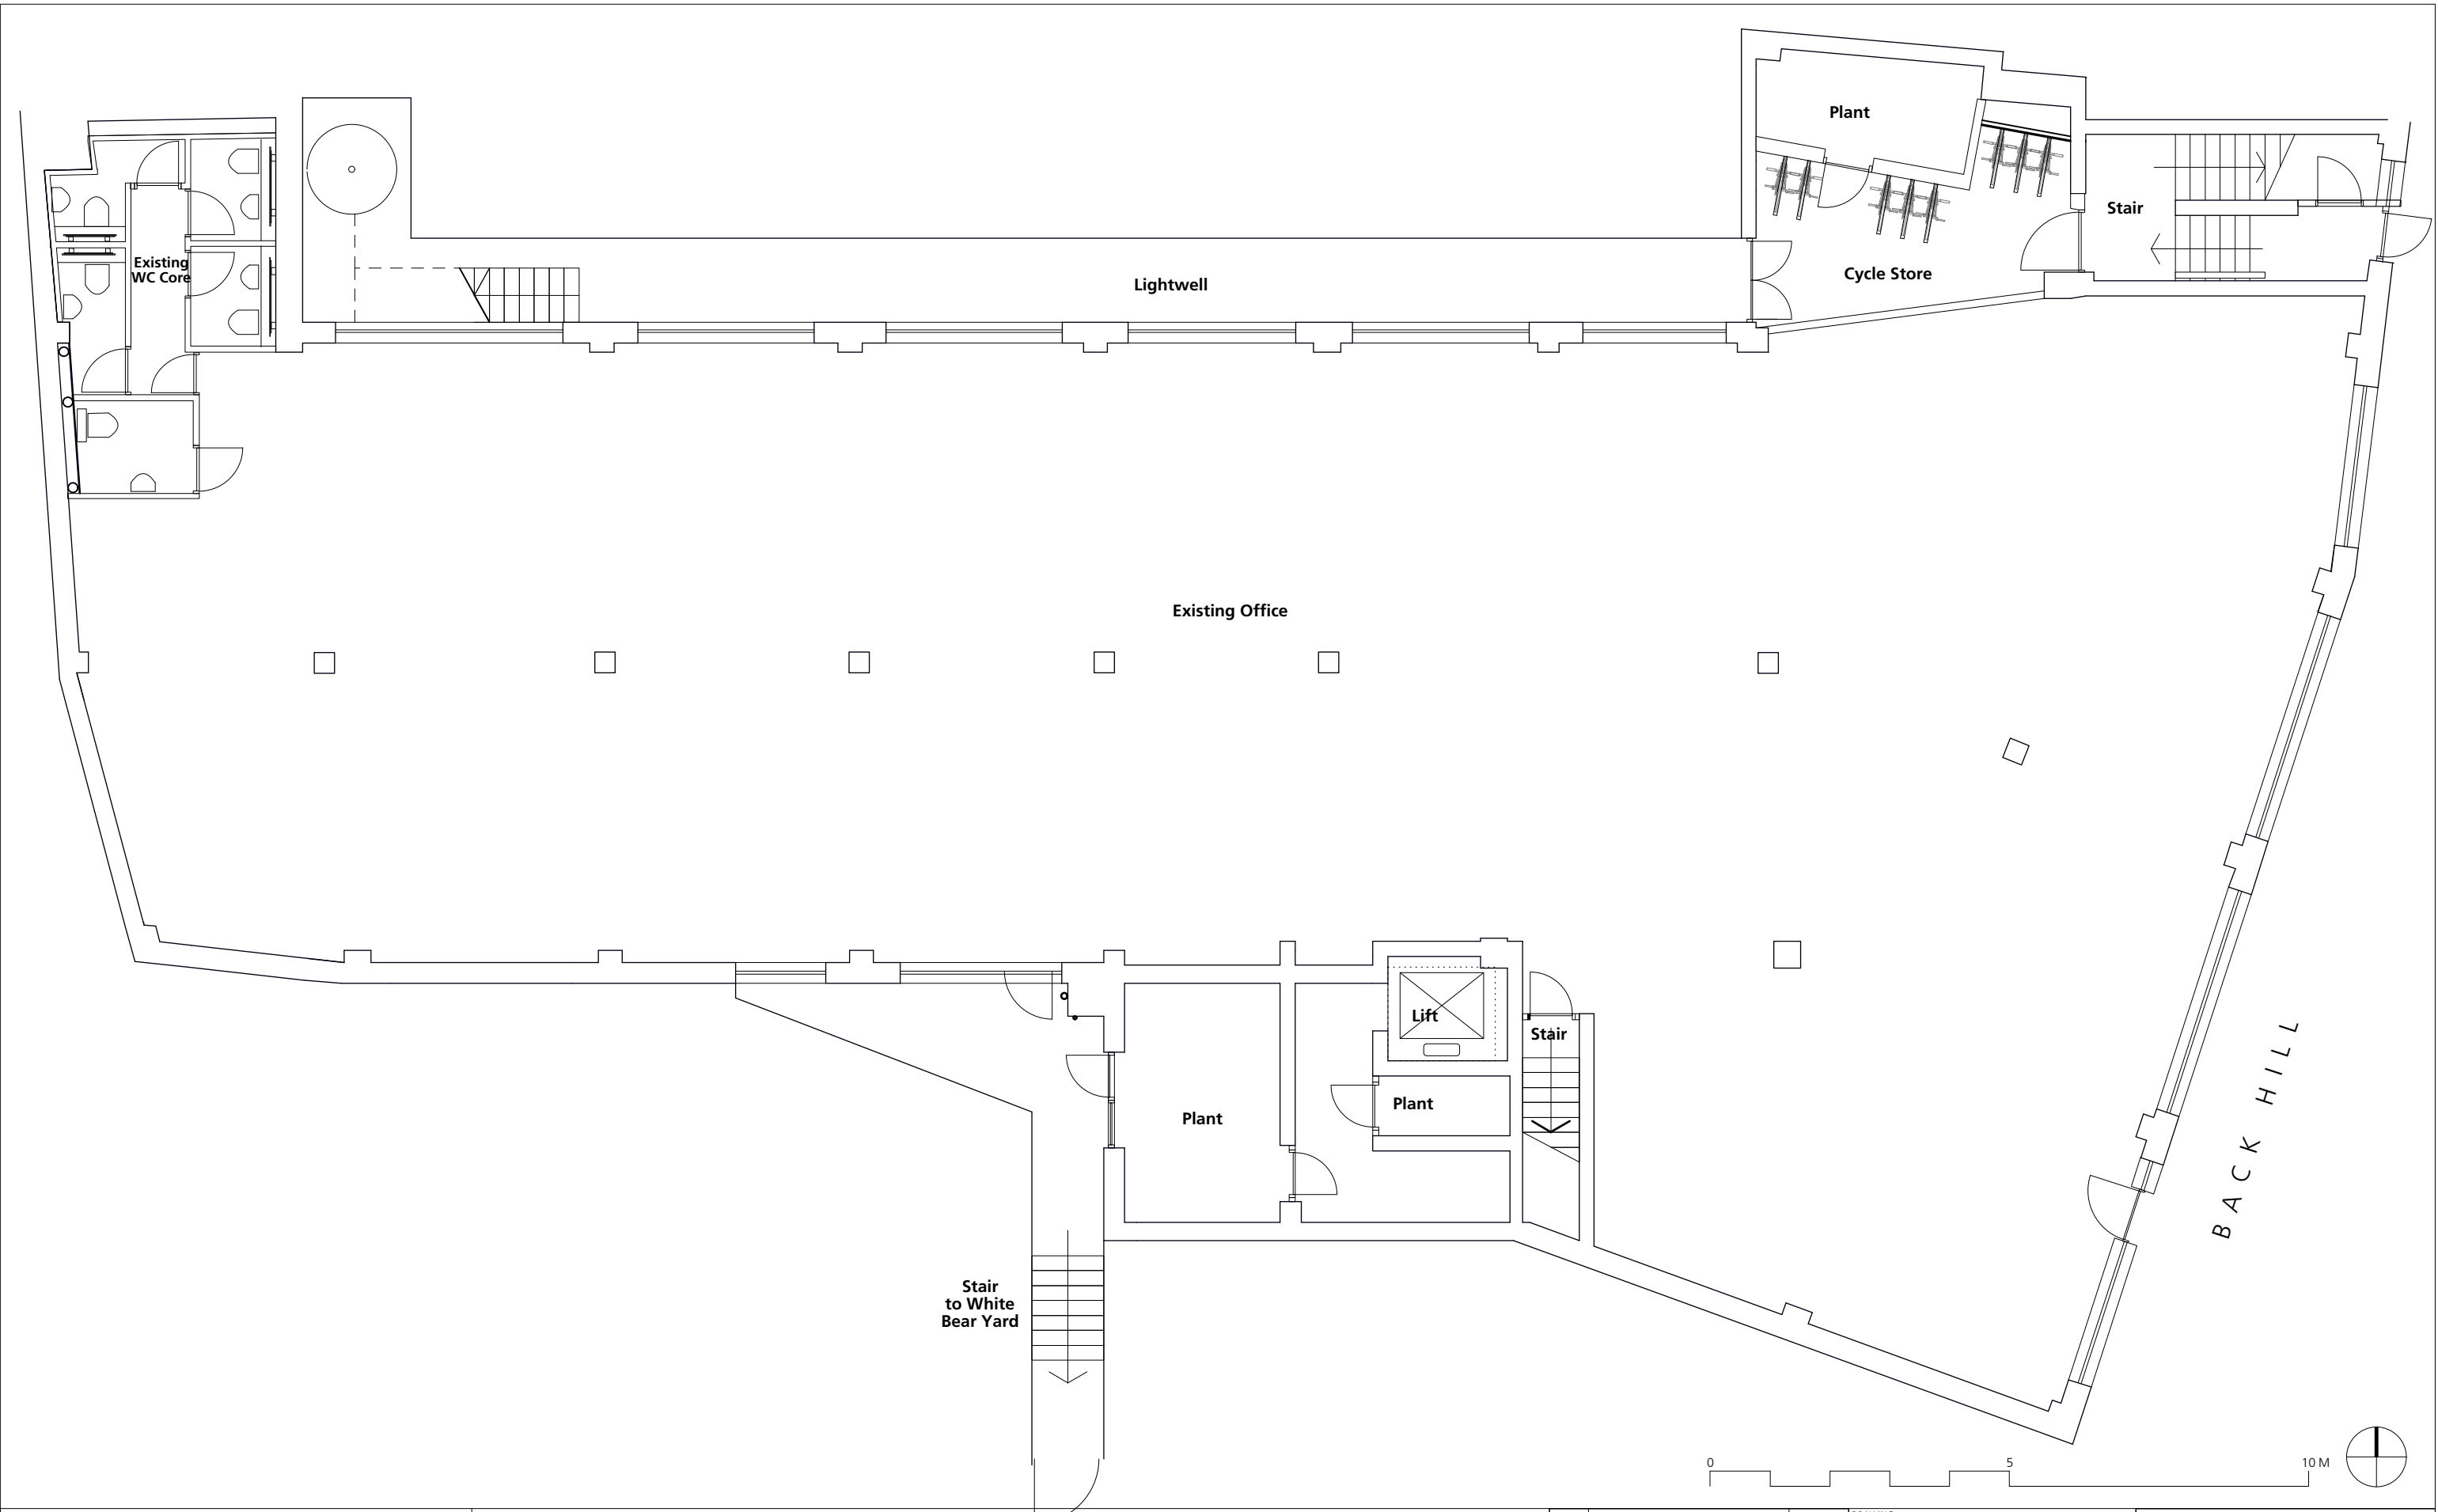 Plant
Stair
Existing
WC Core
Cycle Store
Lightwell
Existing Office
Lift
Stair
Plant
Plant
BACK HILL
Stair
to White
Bear Yard
0 5 10 M